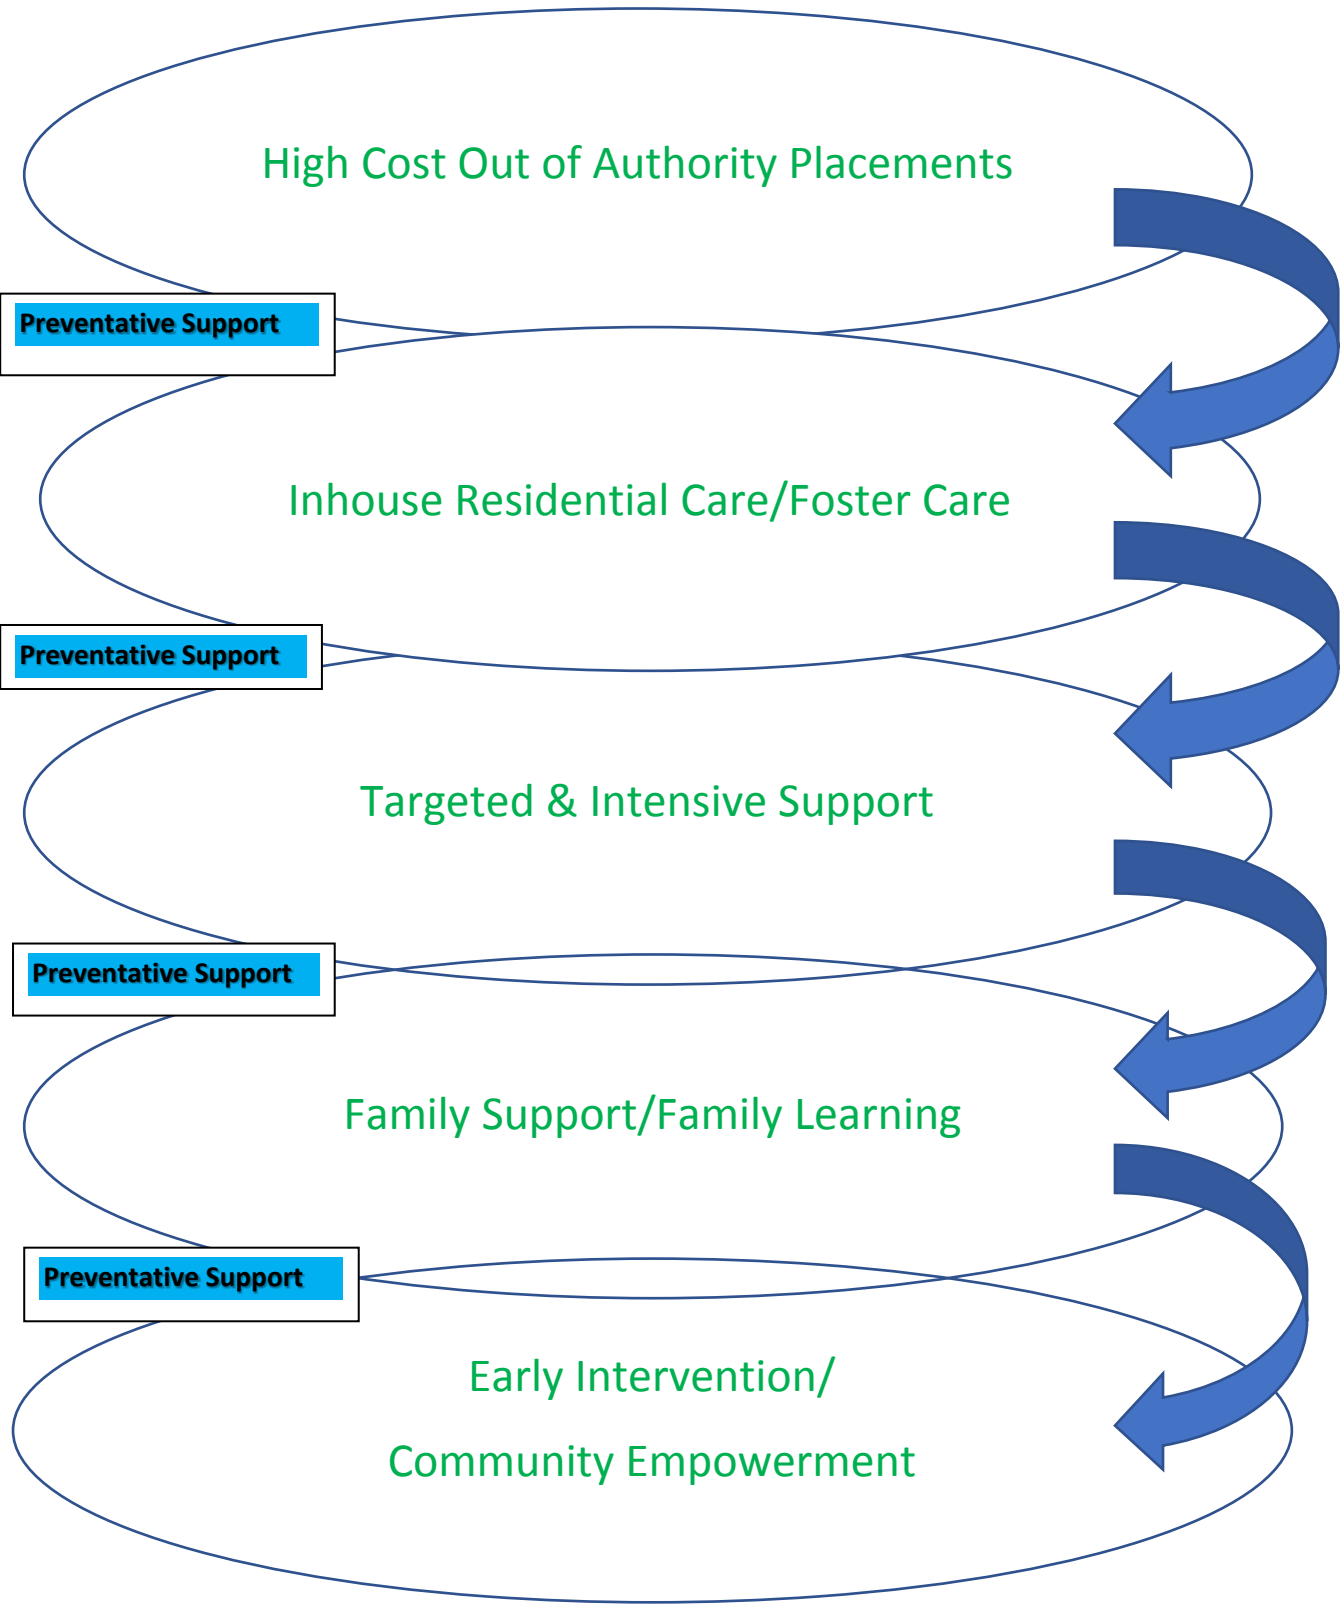 High Cost Out of Authority Placements
Preventative Support
Inhouse Residential Care/Foster Care
Preventative Support
Targeted & Intensive Support
Preventative Support
Family Support/Family Learning
Preventative Support
Early Intervention/
Community Empowerment